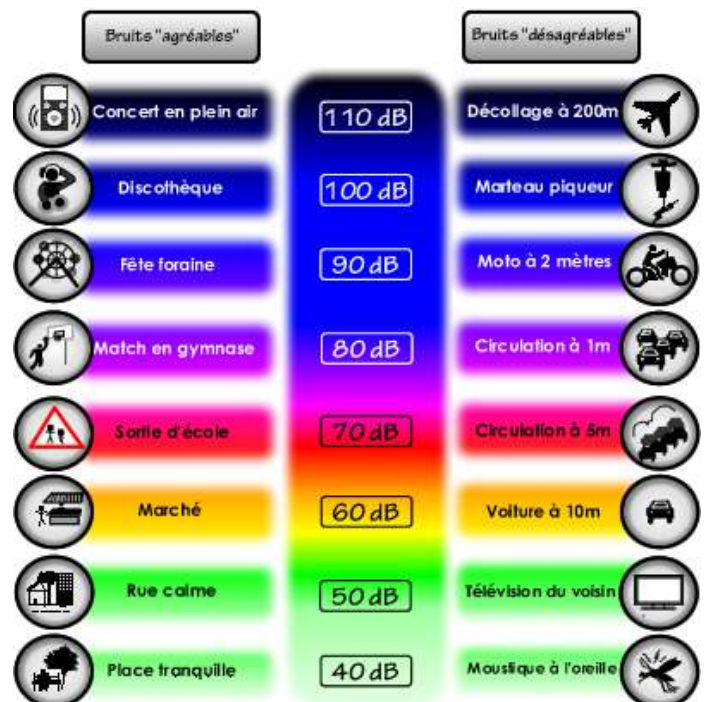 Bruits "agréables" Bruits "désagréables"
Concert en plein air 110 dB Décollage à 200m
Discothèque 100 dB Marteau piqueur
Fête foraine 90 dB Moto à 2 mètres
Match en gymnase 80 dB Circulation à 1m
Sortie d'école 70 dB Circulation à 5m
Marché 60 dB Voiture à 10m
Rue calme 50 dB Télévision du voisin
Place tranquille 40 dB Moustique à l'oreille